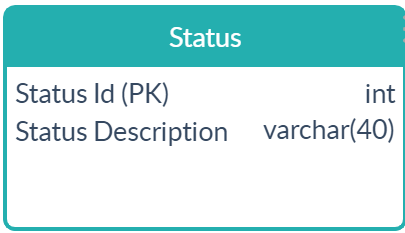 Status
Status Id (PK) int
Status Description varchar(40)